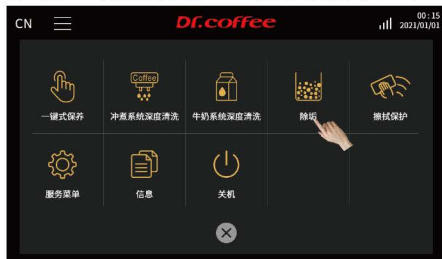 CN
Dr.coffee
00:15
2021/01/01
Coffee
一键式保养
冲煮系统深度清洗
牛奶系统深度清洗
除垢
擦拭保护
服务菜单
信息
关机